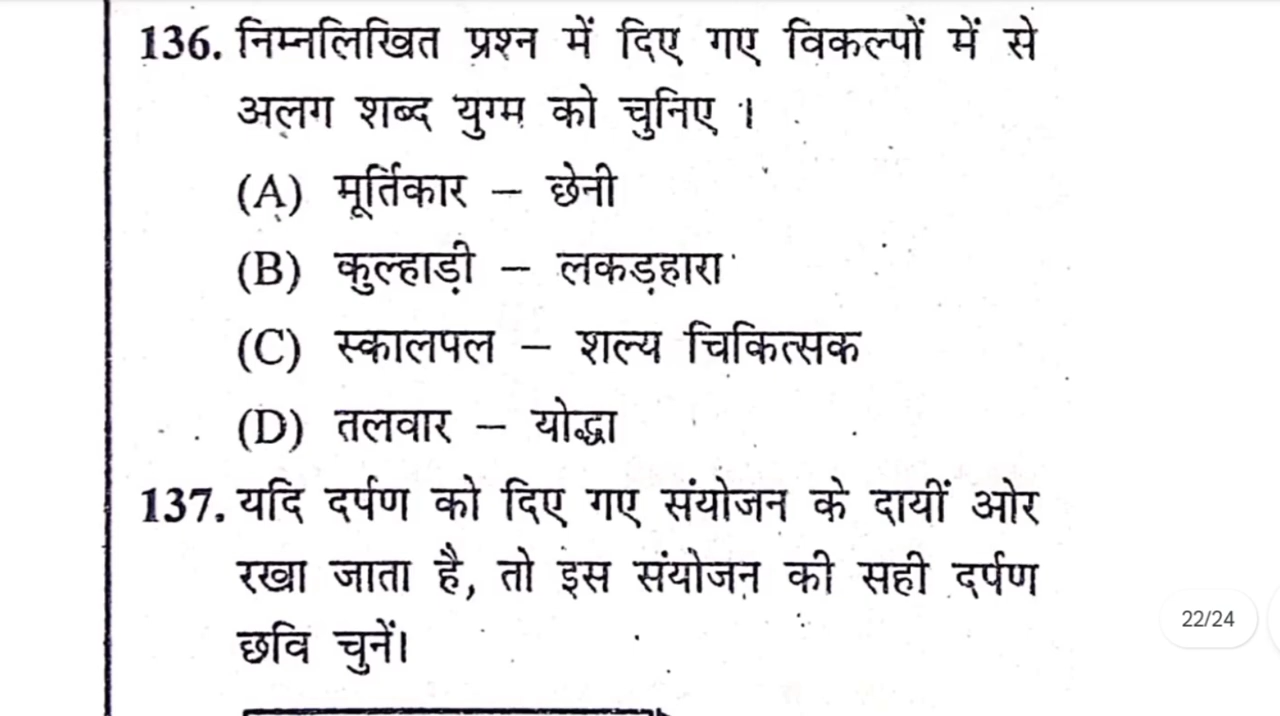 136. निम्नलिखित प्रश्न में दिए गए विकल्पों में से
अलग शब्द युग्म को चुनिए ।
(A) मूर्तिकार – छेनी
(B) कुल्हाड़ी – लकड़हारा
(C) स्कालपल – शल्य चिकित्सक
(D) तलवार – योद्धा
137. यदि दर्पण को दिए गए संयोजन के दायीं ओर
रखा जाता है, तो इस संयोजन की सही दर्पण
छवि चुनें।
22/24